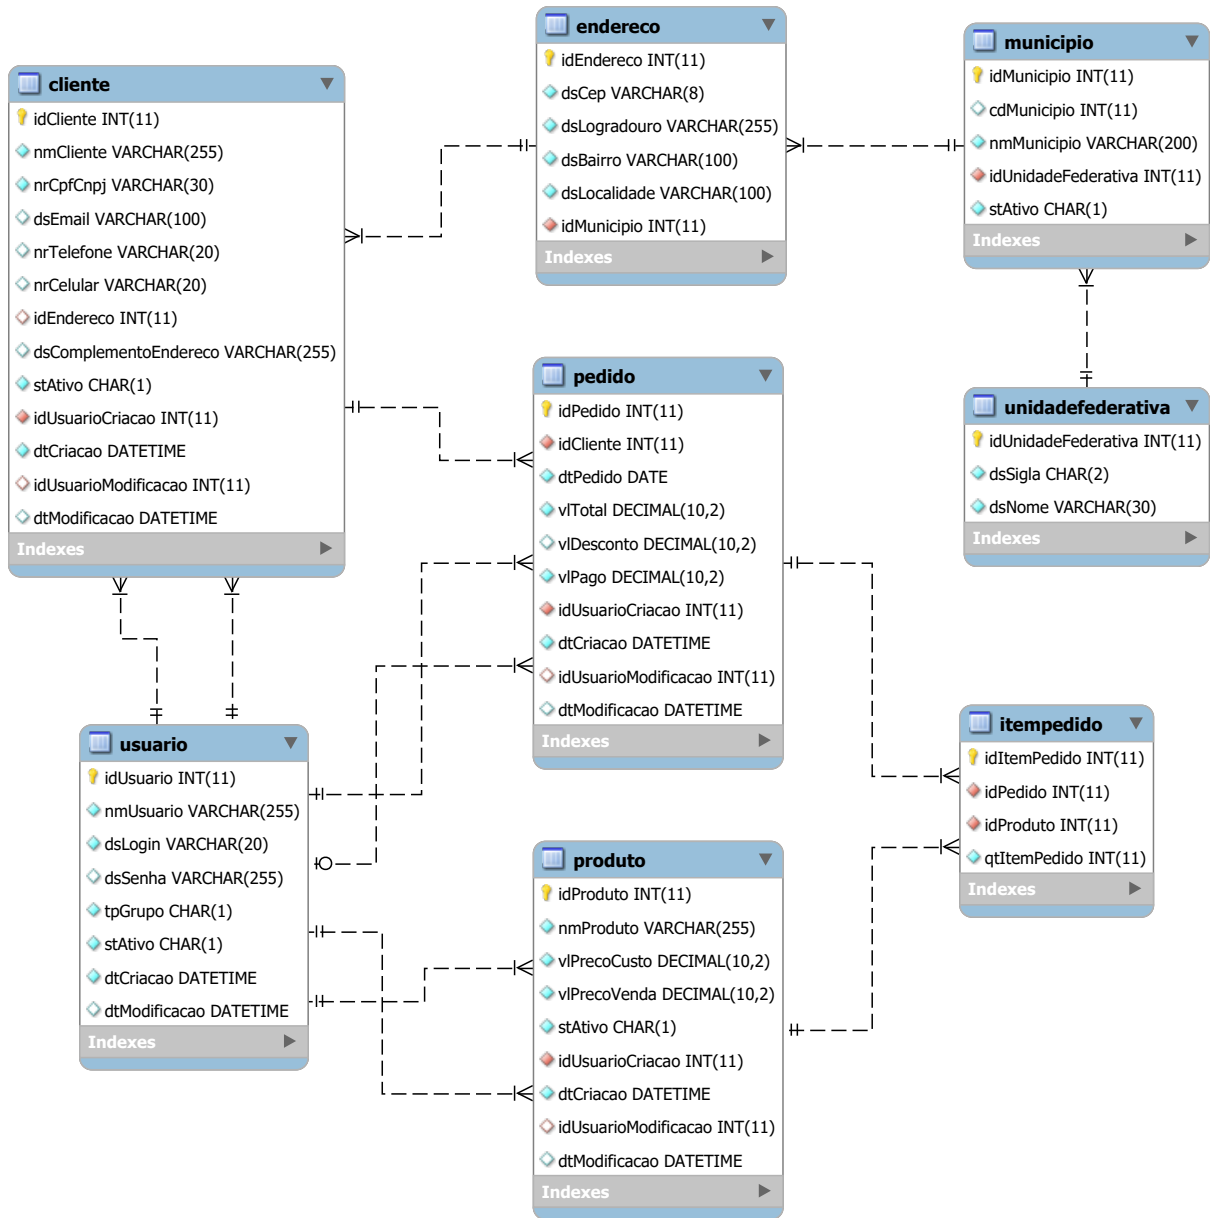 cliente
idCliente INT(11)
nmCliente VARCHAR(255)
nrCpfCnpj VARCHAR(30)
dsEmail VARCHAR(100)
nrTelefone VARCHAR(20)
nrCelular VARCHAR(20)
idEndereco INT(11)
dsComplementoEndereco VARCHAR(255)
stAtivo CHAR(1)
idUsuarioCriacao INT(11)
dtCriacao DATETIME
idUsuarioModificacao INT(11)
dtModificacao DATETIME
Indexes
endereco
idEndereco INT(11)
dsCep VARCHAR(8)
dsLogradouro VARCHAR(255)
dsBairro VARCHAR(100)
dsLocalidade VARCHAR(100)
idMunicipio INT(11)
Indexes
municipio
idMunicipio INT(11)
cdMunicipio INT(11)
nmMunicipio VARCHAR(200)
idUnidadeFederativa INT(11)
stAtivo CHAR(1)
Indexes
pedido
idPedido INT(11)
idCliente INT(11)
dtPedido DATE
vlTotal DECIMAL(10,2)
vlDesconto DECIMAL(10,2)
vlPago DECIMAL(10,2)
idUsuarioCriacao INT(11)
dtCriacao DATETIME
idUsuarioModificacao INT(11)
dtModificacao DATETIME
Indexes
unidadefederativa
idUnidadeFederativa INT(11)
dsSigla CHAR(2)
dsNome VARCHAR(30)
Indexes
usuario
idUsuario INT(11)
nmUsuario VARCHAR(255)
dsLogin VARCHAR(20)
dsSenha VARCHAR(255)
tpGrupo CHAR(1)
stAtivo CHAR(1)
dtCriacao DATETIME
dtModificacao DATETIME
Indexes
produto
idProduto INT(11)
nmProduto VARCHAR(255)
vlPrecoCusto DECIMAL(10,2)
vlPrecoVenda DECIMAL(10,2)
stAtivo CHAR(1)
idUsuarioCriacao INT(11)
dtCriacao DATETIME
idUsuarioModificacao INT(11)
dtModificacao DATETIME
Indexes
itempedido
idItemPedido INT(11)
idPedido INT(11)
idProduto INT(11)
qtItemPedido INT(11)
Indexes